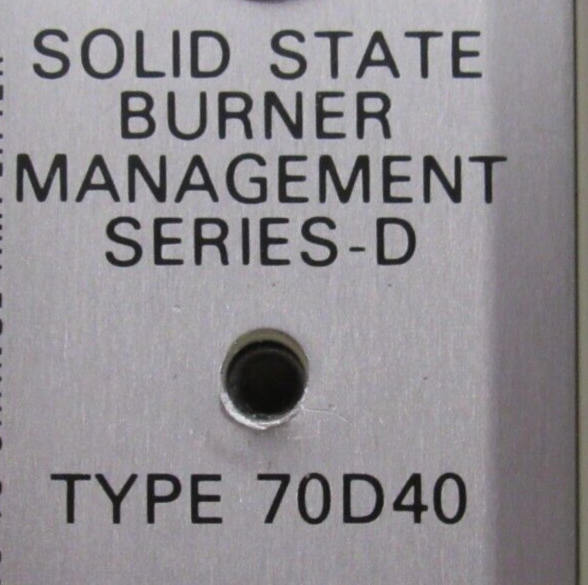 SOLID STATE
BURNER
MANAGEMENT
SERIES-D
TYPE 70D40